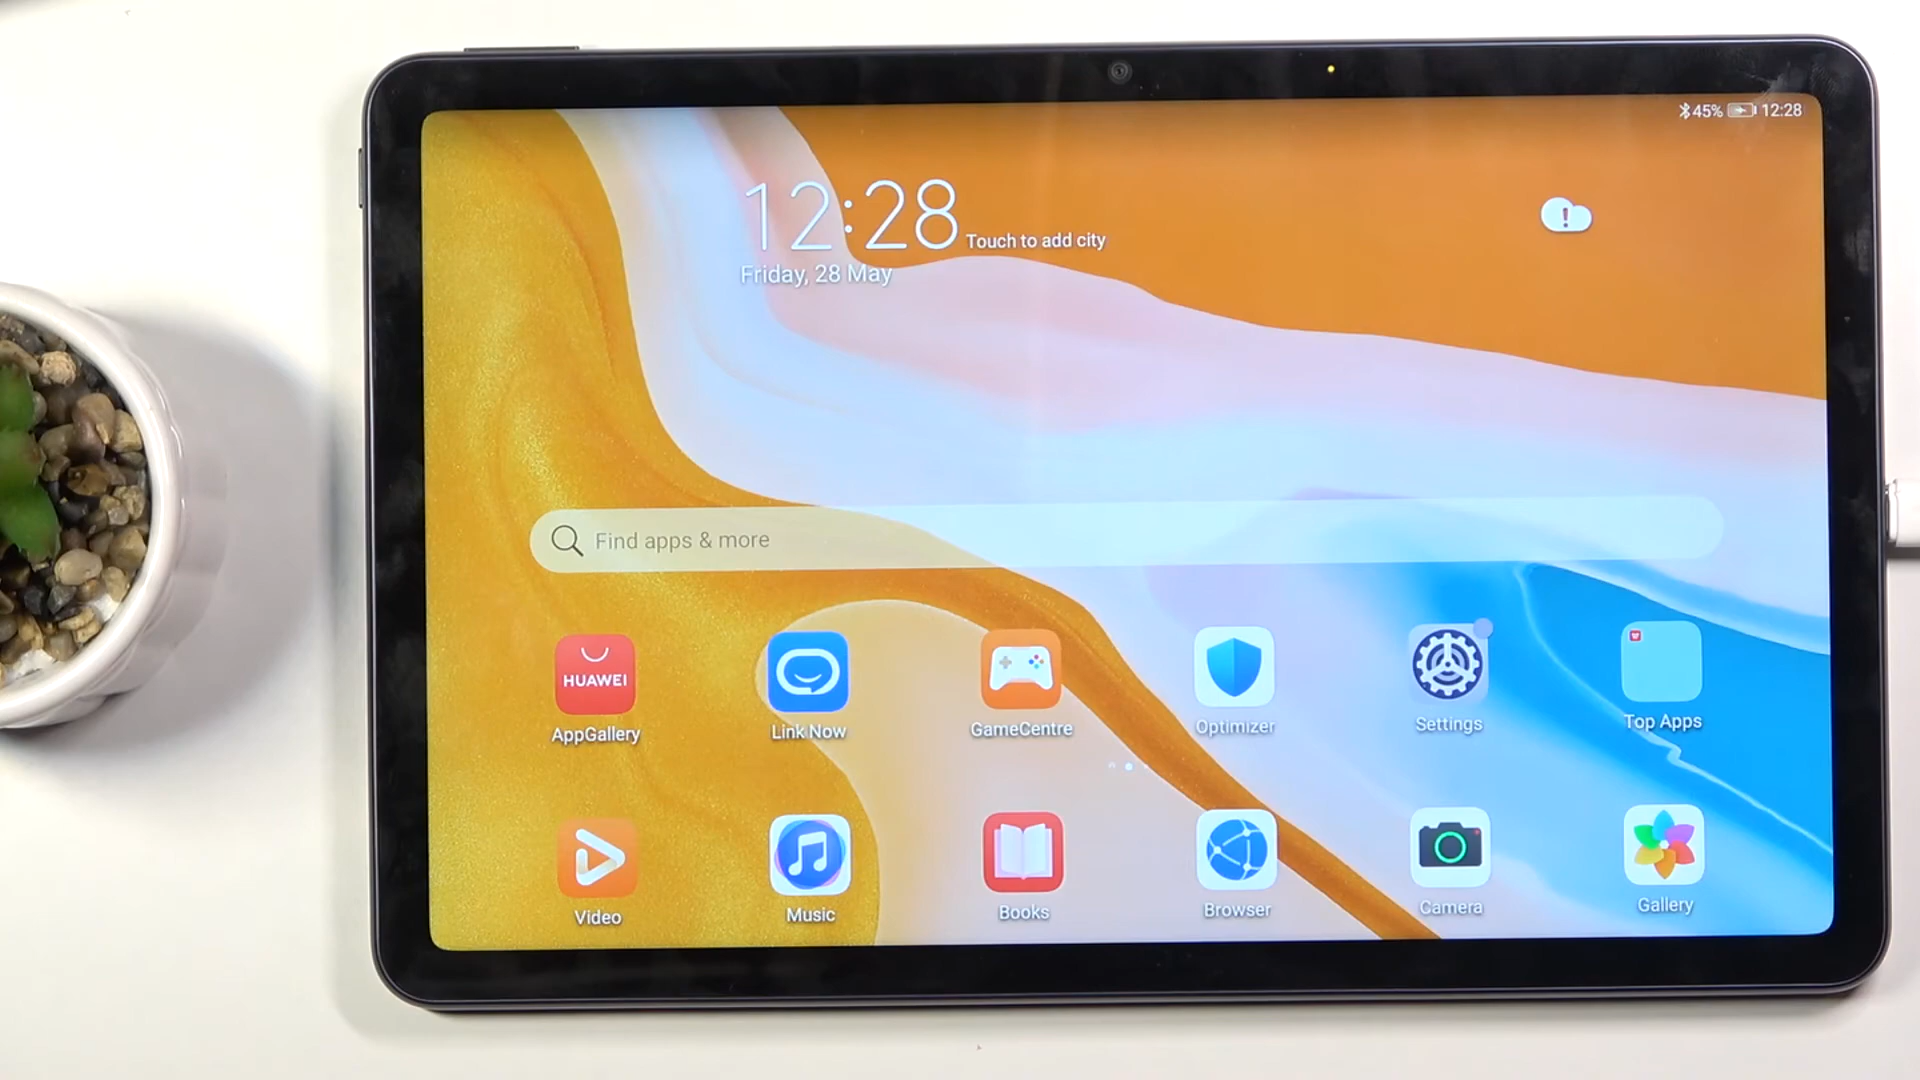 45% 12:28
12:28 Touch to add city
Friday, 28 May
Find apps & more
HUAWEI
AppGallery Link Now GameCentre Optimizer Settings Top Apps
Video Music Books Browser Camera Gallery